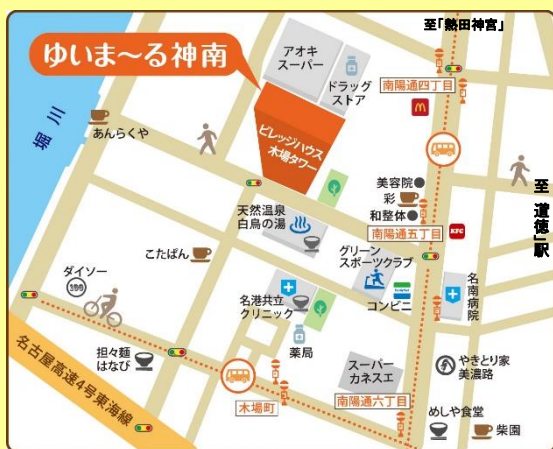 至「熱田神宮」
ゆいま～る神南
アオキ
スーパー
ドラッグ
ストア
南陽通四丁目
堀川
あんらくや
ビレッジハウス
木場タワー
美容院
彩
和整体
至「道徳」駅
天然温泉
白鳥の湯
南陽通五丁目
KFC
こたぱん
グリーン
スポーツクラブ
ダイソー
100
名港共立
クリニック
FamilyMart
コンビニ
名南
病院
名古屋高速4号東海線
担々麺
はなび
薬局
スーパー
カネスエ
やきとり家
美濃路
木場町
南陽通六丁目
めしや食堂
柴園